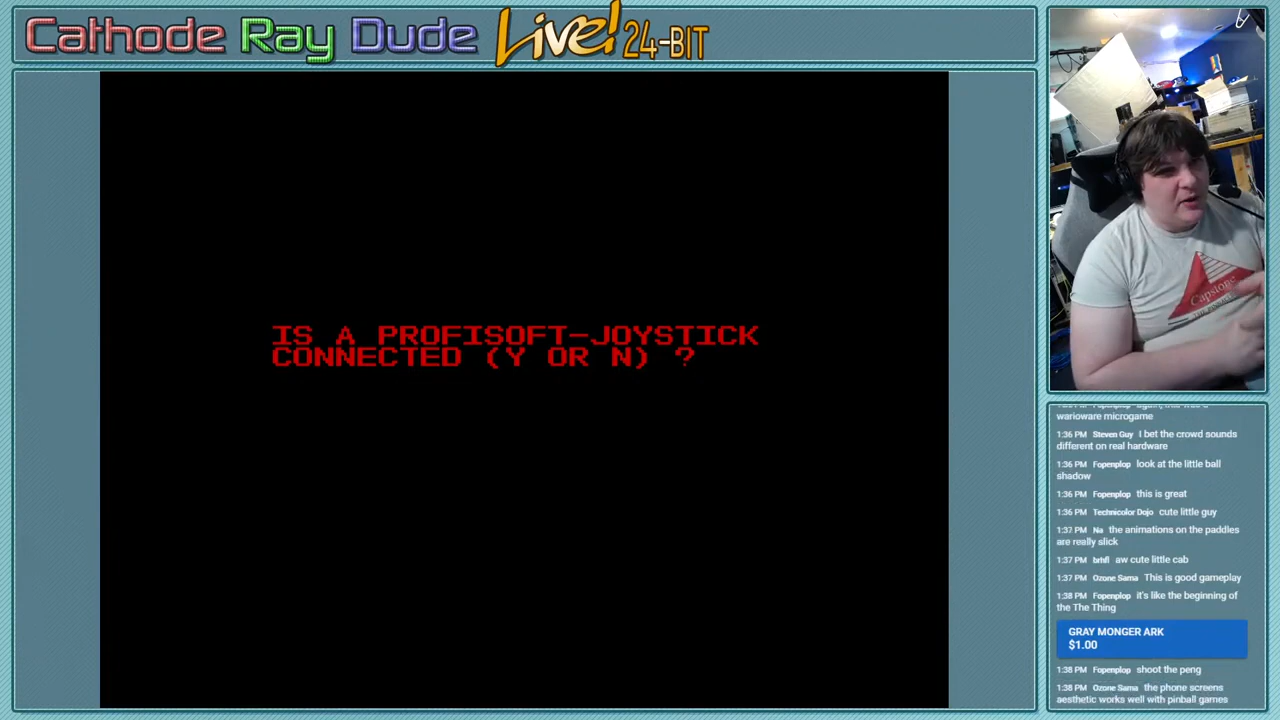 Cathode Ray Dude Live! 24-BIT
IS A PROFISOFT-JOYSTICK
CONNECTED (Y OR N) ?
Capstone
warioware microgame
1:36 PM Steven Guy I bet the crowd sounds
different on real hardware
1:36 PM Fopenplop look at the little ball
shadow
1:36 PM Fopenplop this is great
1:36 PM Technicolor Dojo cute little guy
1:37 PM Na the animations on the paddles
are really slick
1:37 PM brhfl aw cute little cab
1:37 PM Ozone Sama This is good gameplay
1:38 PM Fopenplop it's like the beginning of
the The Thing
GRAY MONGER ARK
$1.00
1:38 PM Fopenplop shoot the peng
1:38 PM Ozone Sama the phone screens
aesthetic works well with pinball games